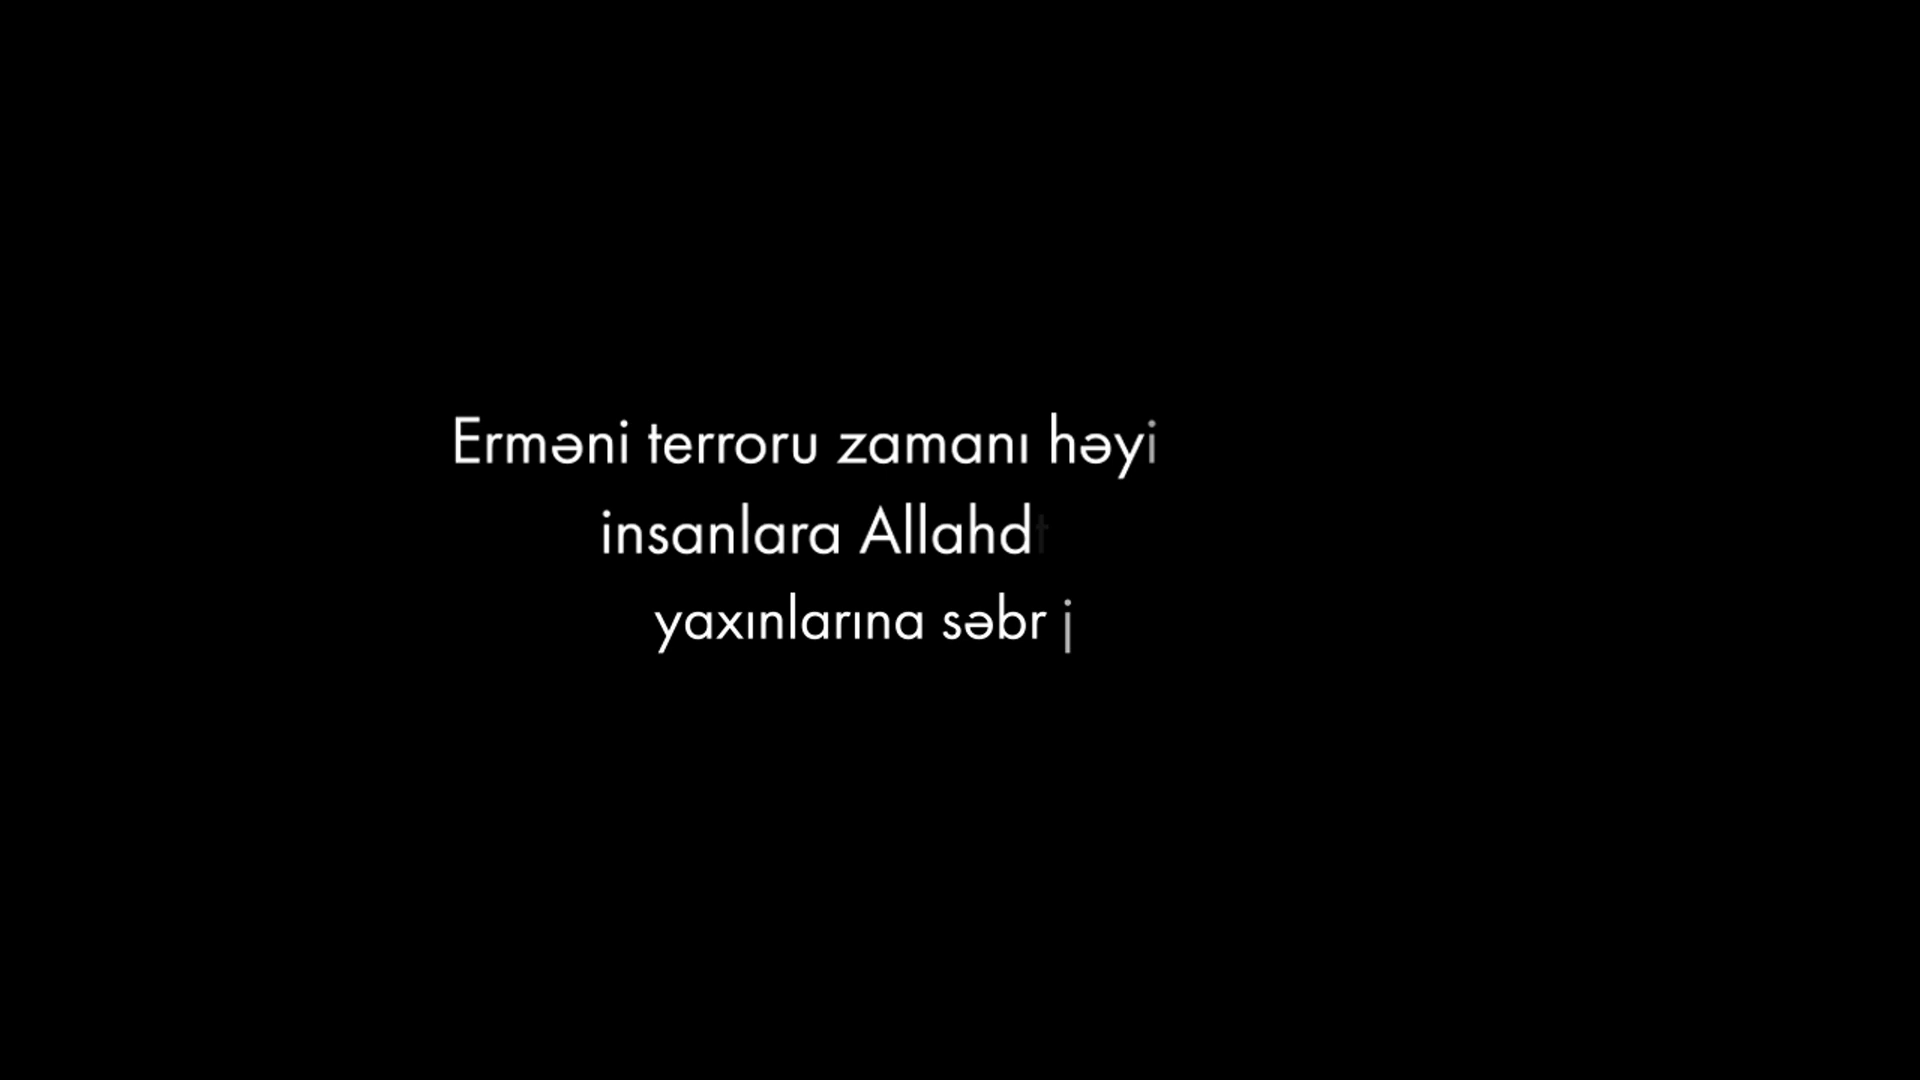 Erməni terroru zamanı həyi
insanlara Allahd
yaxınlarına səbr